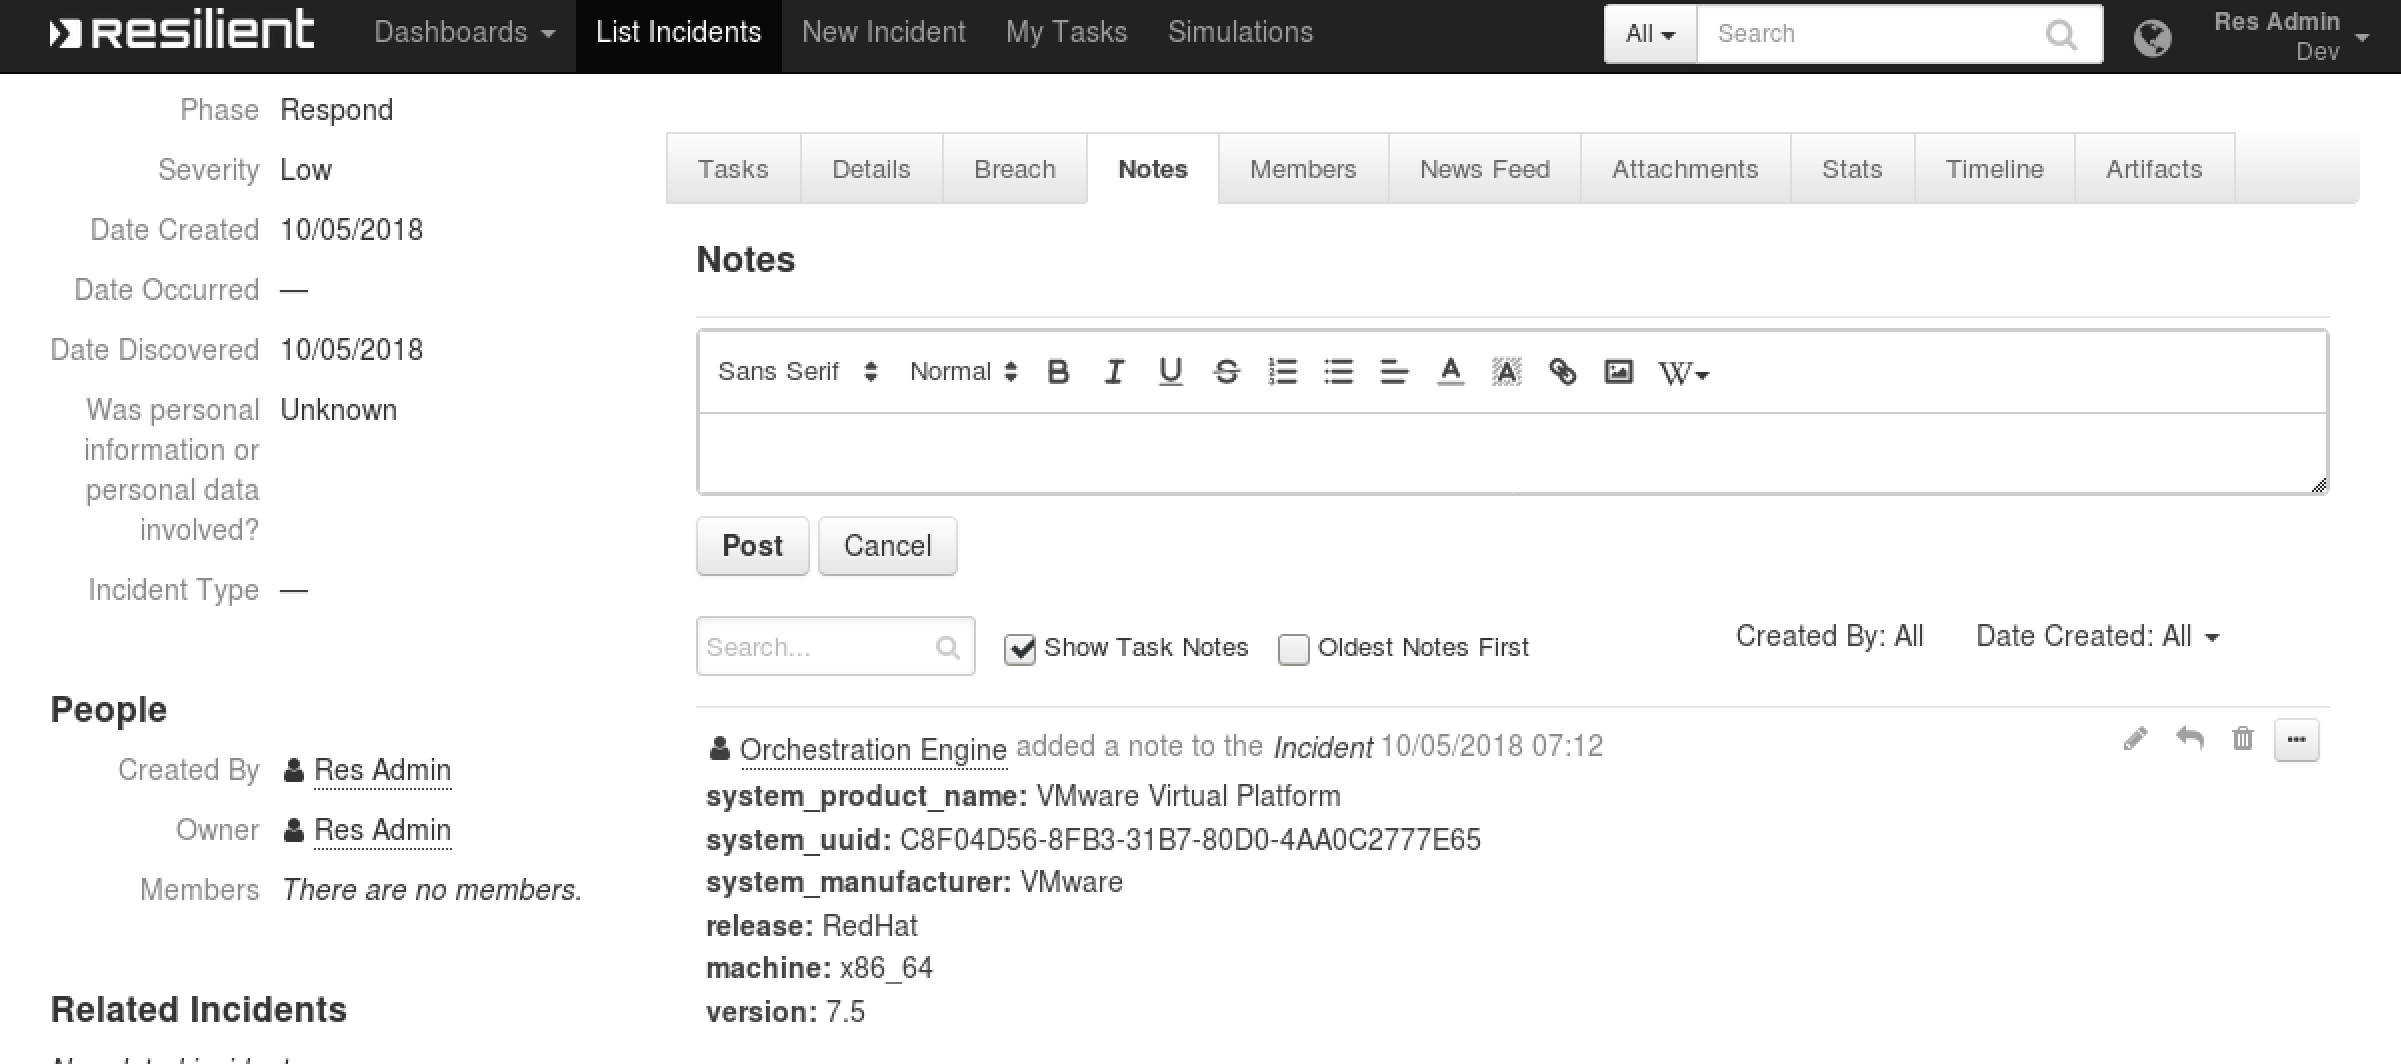 Resilient Dashboards List Incidents New Incident My Tasks Simulations All Search Res Admin
Dev
Phase Respond
Severity Low
Date Created 10/05/2018
Date Occurred —
Date Discovered 10/05/2018
Was personal Unknown
information or
personal data
involved?
Incident Type —
People
Created By Res Admin
Owner Res Admin
Members There are no members.
Related Incidents
Tasks Details Breach Notes Members News Feed Attachments Stats Timeline Artifacts
Notes
Sans Serif Normal B I U S A A W
Post Cancel
Search... Show Task Notes Oldest Notes First Created By: All Date Created: All
Orchestration Engine added a note to the Incident 10/05/2018 07:12
system_product_name: VMware Virtual Platform
system_uuid: C8F04D56-8FB3-31B7-80D0-4AA0C2777E65
system_manufacturer: VMware
release: RedHat
machine: x86_64
version: 7.5